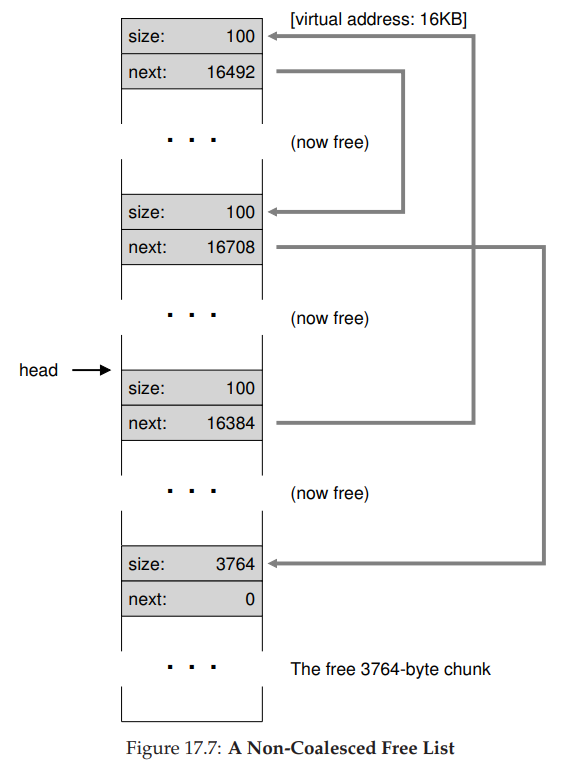 [virtual address: 16KB]
size: 100
next: 16492
. . .
(now free)
size: 100
next: 16708
. . .
(now free)
head
size: 100
next: 16384
. . .
(now free)
size: 3764
next: 0
. . .
The free 3764-byte chunk
Figure 17.7: A Non-Coalesced Free List